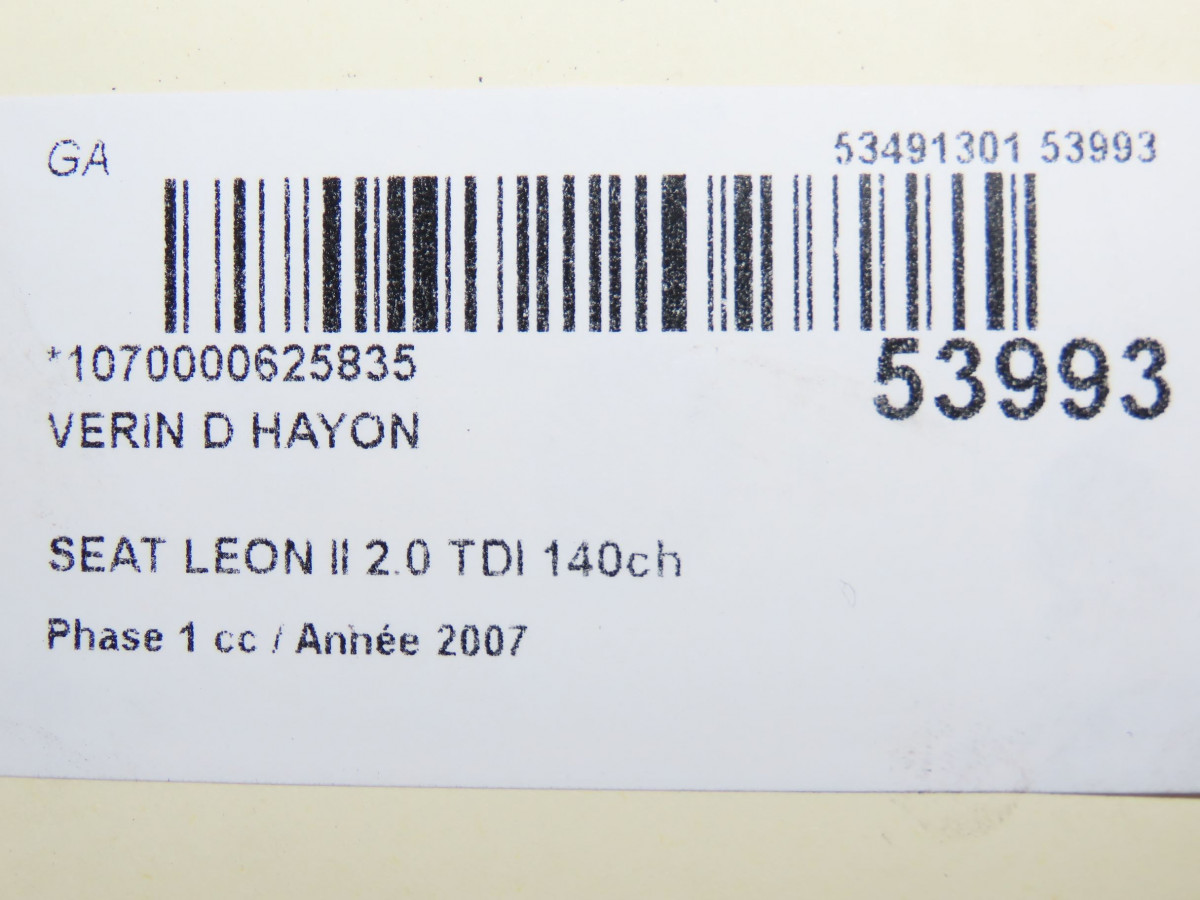 GA
53491301 53993
*1070000625835
53993
VERIN D HAYON
SEAT LEON II 2.0 TDI 140ch
Phase 1 cc / Année 2007